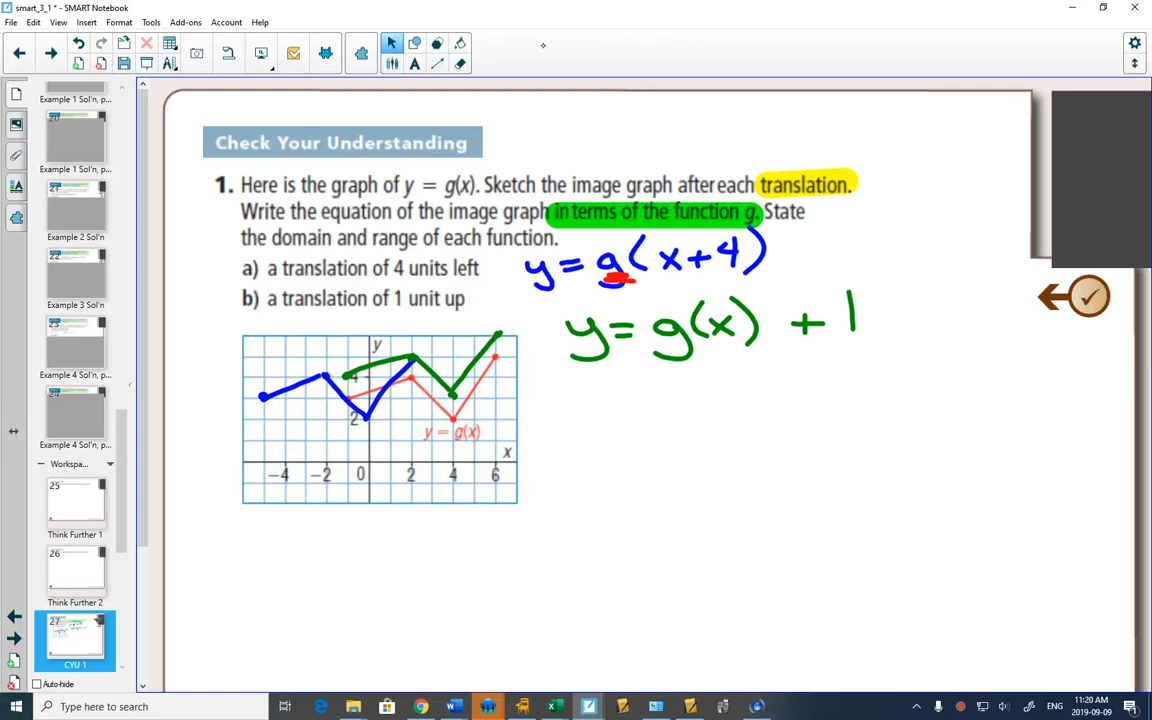 smart_3_1 * - SMART Notebook
File Edit View Insert Format Tools Add-ons Account Help
Example 1 Sol'n, p...
20
Example 1 Sol'n, p...
21
Example 2 Sol'n
22
Example 3 Sol'n
23
Example 4 Sol'n, p...
24
Example 4 Sol'n, p...
Workspa...
25
Think Further 1
26
Think Further 2
27
CYU 1
Auto-hide
Check Your Understanding
1. Here is the graph of y = g(x). Sketch the image graph after each translation.
Write the equation of the image graph in terms of the function g. State
the domain and range of each function.
a) a translation of 4 units left
y = g(x+4)
b) a translation of 1 unit up
y = g(x) + 1
y
4
2
y = g(x)
x
−4 −2 0 2 4 6
Type here to search
ENG
11:20 AM
2019-09-09